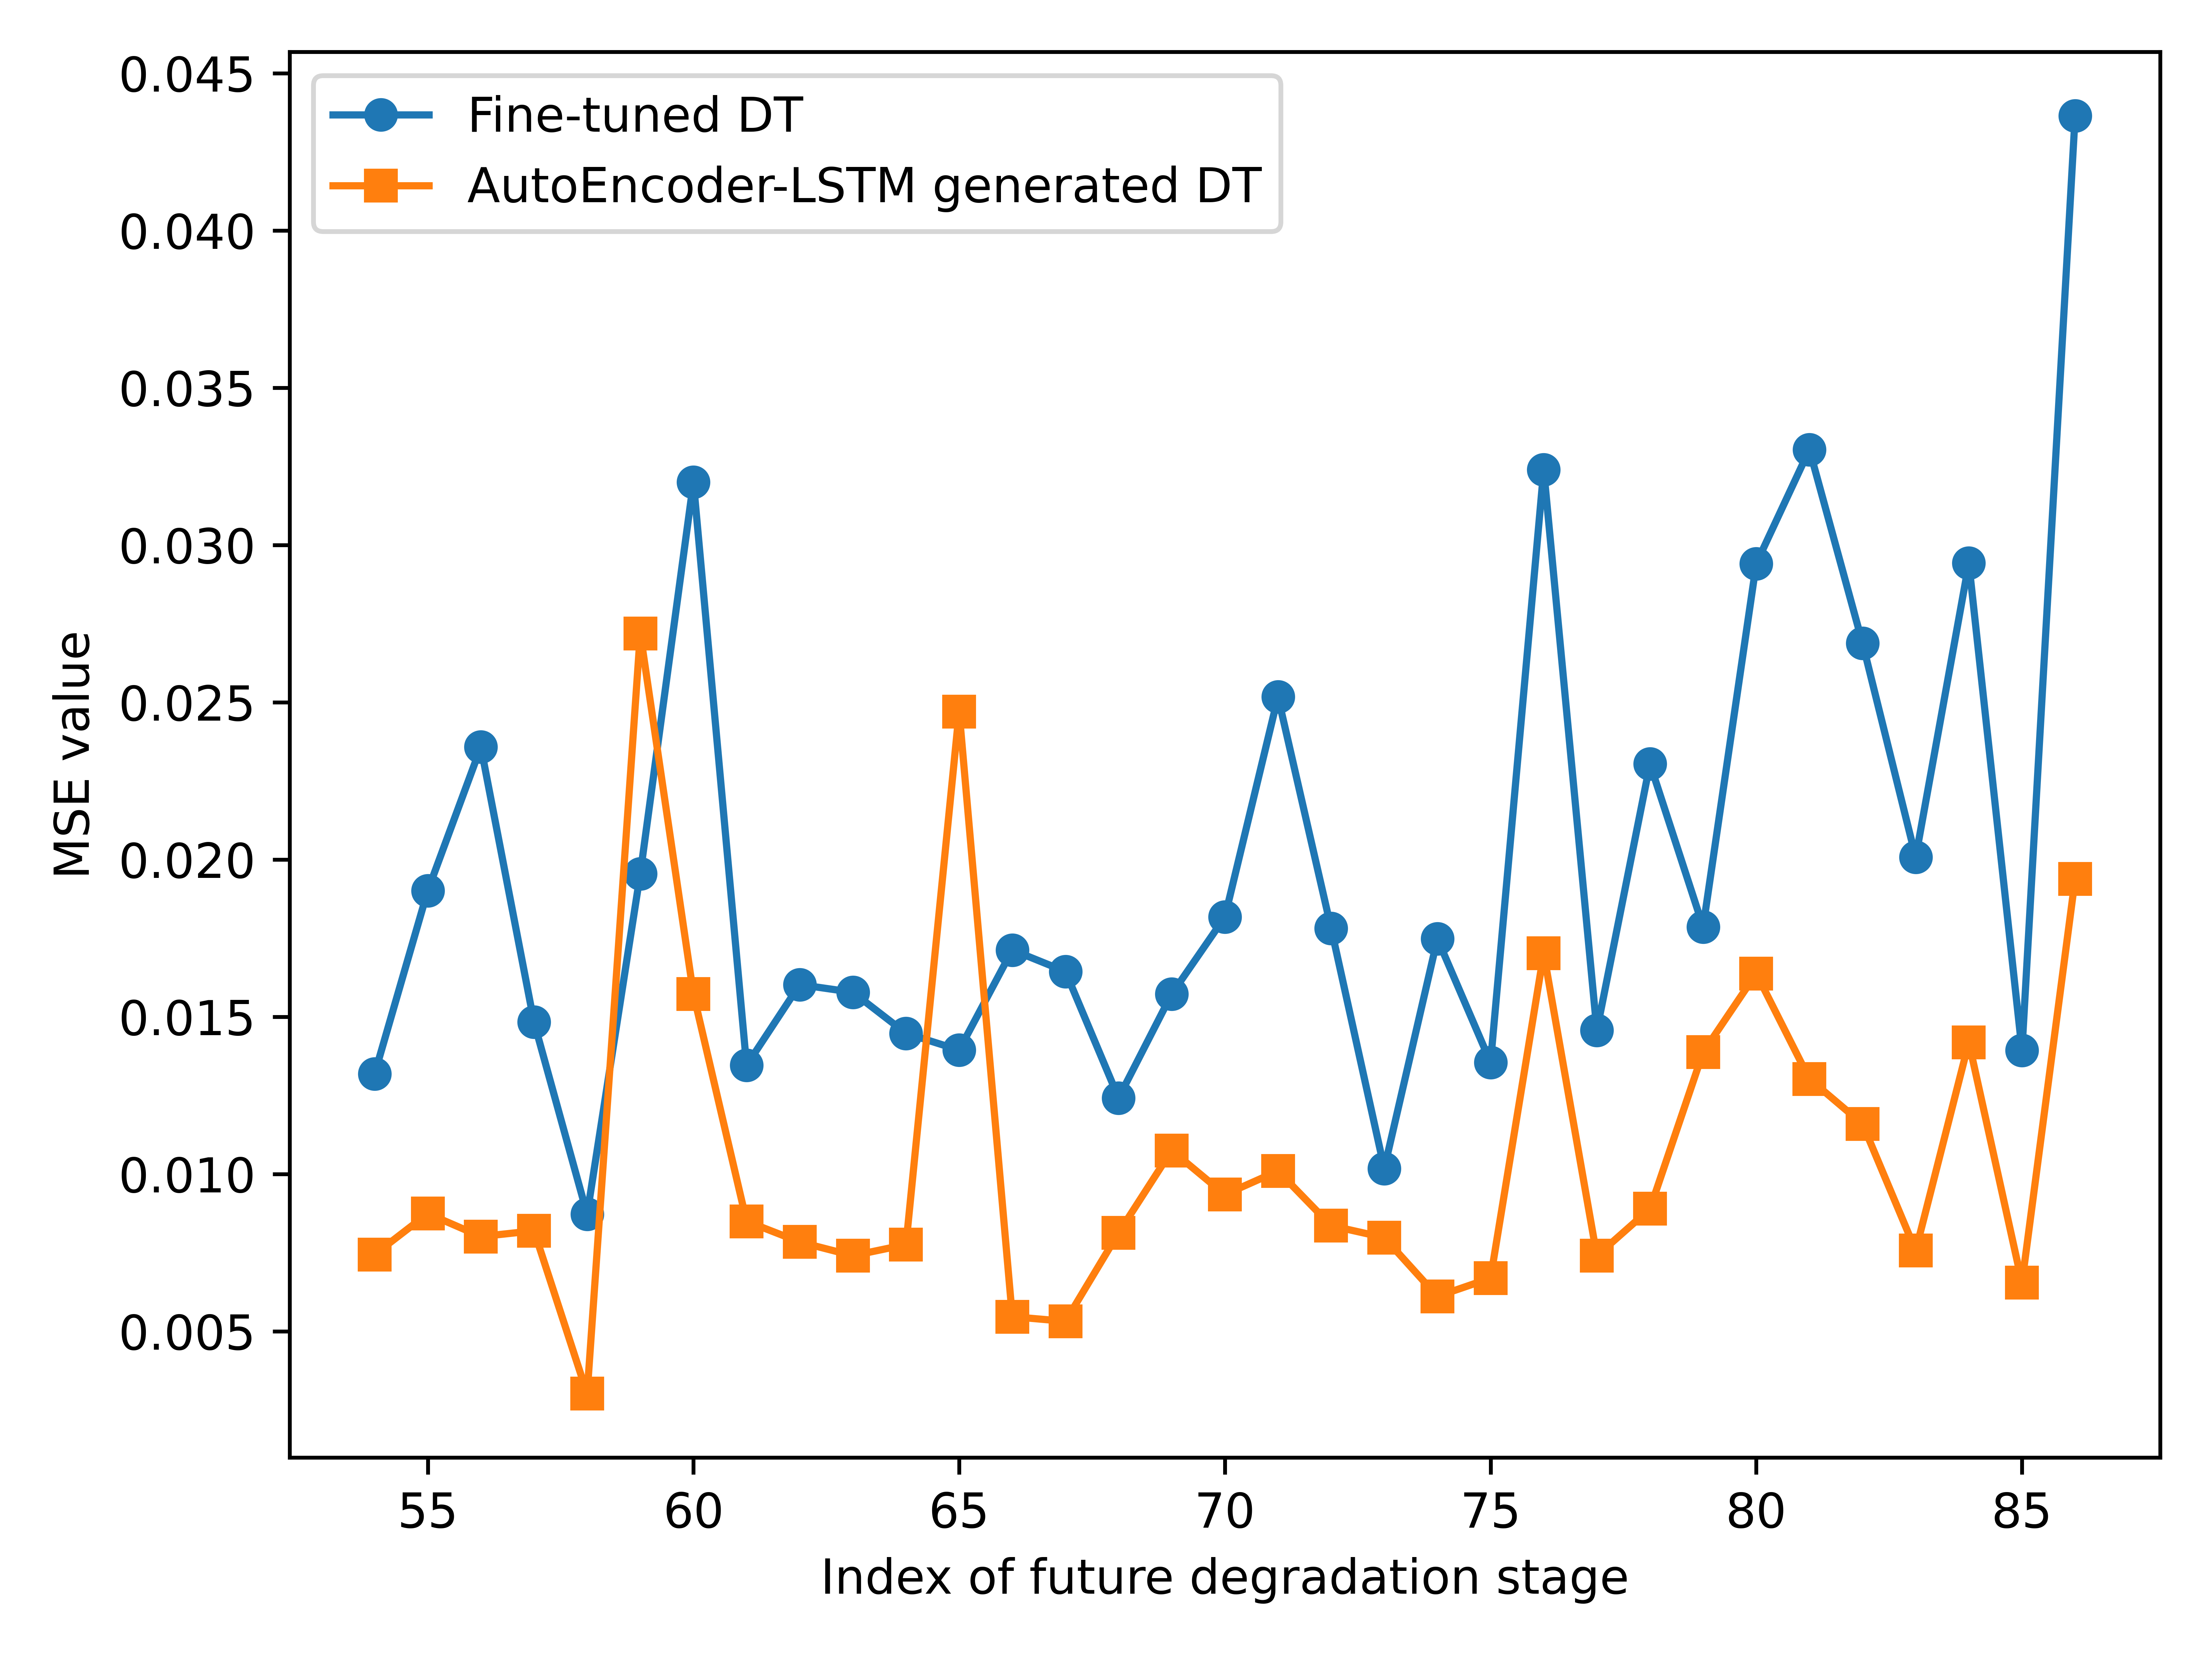 Fine-tuned DT
AutoEncoder-LSTM generated DT
MSE value
0.045
0.040
0.035
0.030
0.025
0.020
0.015
0.010
0.005
55 60 65 70 75 80 85
Index of future degradation stage